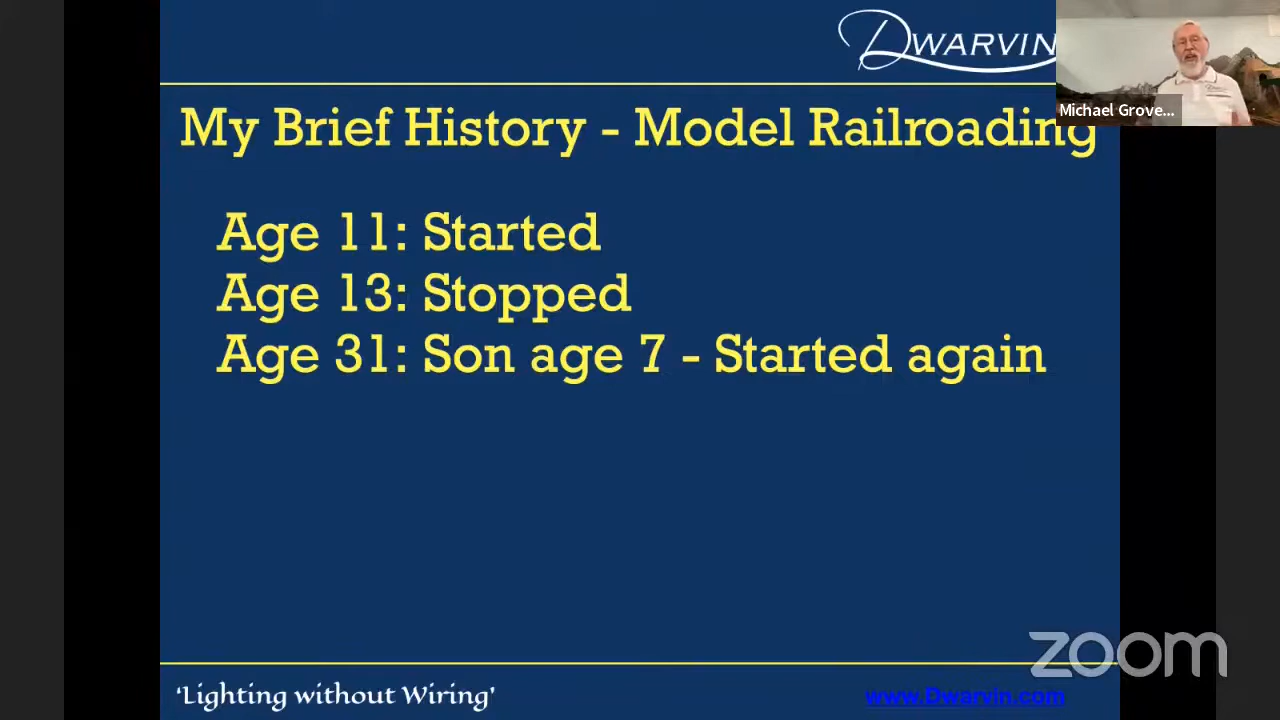 DWARVIN
Michael Grove...
My Brief History - Model Railroading
Age 11: Started
Age 13: Stopped
Age 31: Son age 7 - Started again
zoom
'Lighting without Wiring'
www.Dwarvin.com